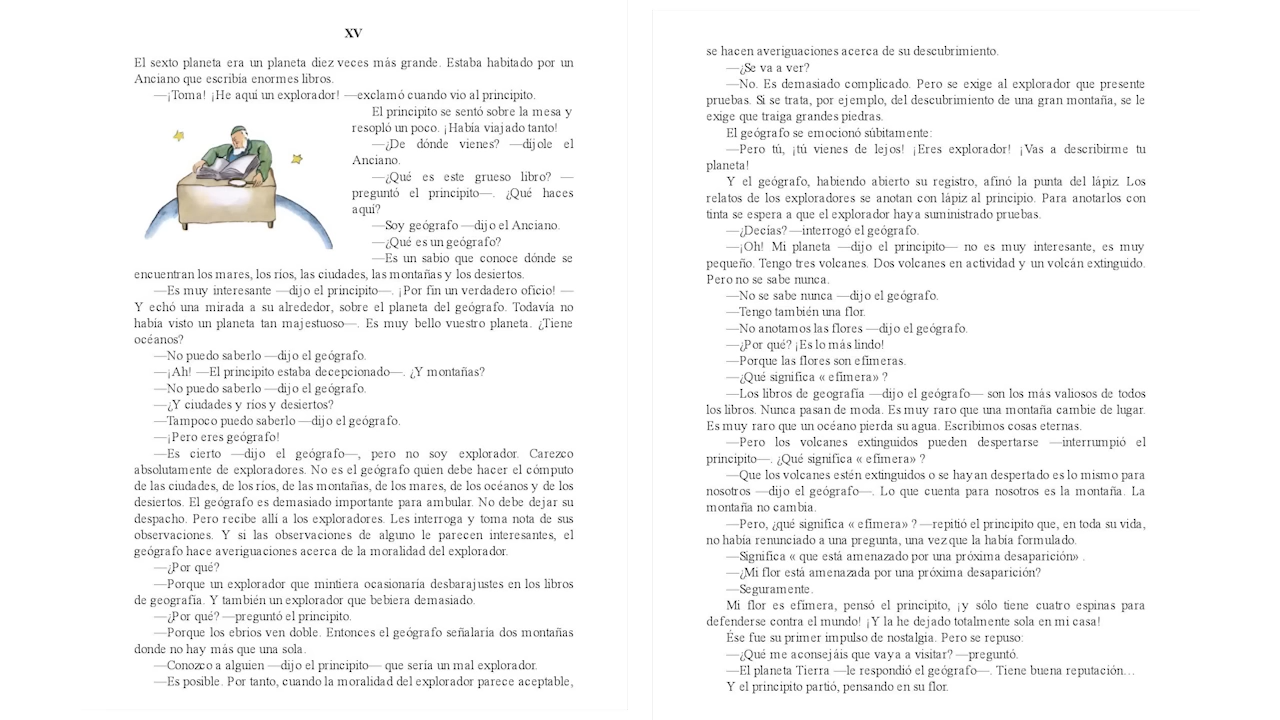 XV
El sexto planeta era un planeta diez veces más grande. Estaba habitado por un
Anciano que escribía enormes libros.
—¡Toma! ¡He aquí un explorador! —exclamó cuando vio al principito.
El principito se sentó sobre la mesa y
resopló un poco. ¡Había viajado tanto!
—¿De dónde vienes? —díjole el
Anciano.
—¿Qué es este grueso libro? —
preguntó el principito—. ¿Qué haces
aquí?
—Soy geógrafo —dijo el Anciano.
—¿Qué es un geógrafo?
—Es un sabio que conoce dónde se
encuentran los mares, los ríos, las ciudades, las montañas y los desiertos.
—Es muy interesante —dijo el principito—. ¡Por fin un verdadero oficio! —
Y echó una mirada a su alrededor, sobre el planeta del geógrafo. Todavía no
había visto un planeta tan majestuoso—. Es muy bello vuestro planeta. ¿Tiene
océanos?
—No puedo saberlo —dijo el geógrafo.
—¡Ah! —El principito estaba decepcionado—. ¿Y montañas?
—No puedo saberlo —dijo el geógrafo.
—¿Y ciudades y ríos y desiertos?
—Tampoco puedo saberlo —dijo el geógrafo.
—¡Pero eres geógrafo!
—Es cierto —dijo el geógrafo—, pero no soy explorador. Carezco
absolutamente de exploradores. No es el geógrafo quien debe hacer el cómputo
de las ciudades, de los ríos, de las montañas, de los mares, de los océanos y de los
desiertos. El geógrafo es demasiado importante para ambular. No debe dejar su
despacho. Pero recibe allí a los exploradores. Les interroga y toma nota de sus
observaciones. Y si las observaciones de alguno le parecen interesantes, el
geógrafo hace averiguaciones acerca de la moralidad del explorador.
—¿Por qué?
—Porque un explorador que mintiera ocasionaría desbarajustes en los libros
de geografía. Y también un explorador que bebiera demasiado.
—¿Por qué? —preguntó el principito.
—Porque los ebrios ven doble. Entonces el geógrafo señalaría dos montañas
donde no hay más que una sola.
—Conozco a alguien —dijo el principito— que sería un mal explorador.
—Es posible. Por tanto, cuando la moralidad del explorador parece aceptable,
se hacen averiguaciones acerca de su descubrimiento.
—¿Se va a ver?
—No. Es demasiado complicado. Pero se exige al explorador que presente
pruebas. Si se trata, por ejemplo, del descubrimiento de una gran montaña, se le
exige que traiga grandes piedras.
El geógrafo se emocionó súbitamente:
—Pero tú, ¡tú vienes de lejos! ¡Eres explorador! ¡Vas a describirme tu
planeta!
Y el geógrafo, habiendo abierto su registro, afinó la punta del lápiz. Los
relatos de los exploradores se anotan con lápiz al principio. Para anotarlos con
tinta se espera a que el explorador haya suministrado pruebas.
—¿Decías? —interrogó el geógrafo.
—¡Oh! Mi planeta —dijo el principito— no es muy interesante, es muy
pequeño. Tengo tres volcanes. Dos volcanes en actividad y un volcán extinguido.
Pero no se sabe nunca.
—No se sabe nunca —dijo el geógrafo.
—Tengo también una flor.
—No anotamos las flores —dijo el geógrafo.
—¿Por qué? ¡Es lo más lindo!
—Porque las flores son efímeras.
—¿Qué significa « efímera» ?
—Los libros de geografía —dijo el geógrafo— son los más valiosos de todos
los libros. Nunca pasan de moda. Es muy raro que una montaña cambie de lugar.
Es muy raro que un océano pierda su agua. Escribimos cosas eternas.
—Pero los volcanes extinguidos pueden despertarse —interrumpió el
principito—. ¿Qué significa « efímera» ?
—Que los volcanes estén extinguidos o se hayan despertado es lo mismo para
nosotros —dijo el geógrafo—. Lo que cuenta para nosotros es la montaña. La
montaña no cambia.
—Pero, ¿qué significa « efímera» ? —repitió el principito que, en toda su vida,
no había renunciado a una pregunta, una vez que la había formulado.
—Significa « que está amenazado por una próxima desaparición» .
—¿Mi flor está amenazada por una próxima desaparición?
—Seguramente.
Mi flor es efímera, pensó el principito, ¡y sólo tiene cuatro espinas para
defenderse contra el mundo! ¡Y la he dejado totalmente sola en mi casa!
Ése fue su primer impulso de nostalgia. Pero se repuso:
—¿Qué me aconsejáis que vaya a visitar? —preguntó.
—El planeta Tierra —le respondió el geógrafo—. Tiene buena reputación…
Y el principito partió, pensando en su flor.